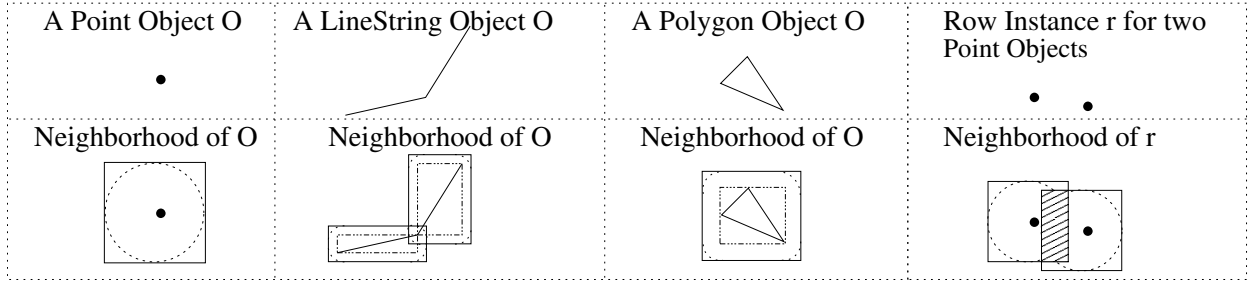 A Point Object O
A LineString Object O
A Polygon Object O
Row Instance r for two
Point Objects
Neighborhood of O
Neighborhood of O
Neighborhood of O
Neighborhood of r